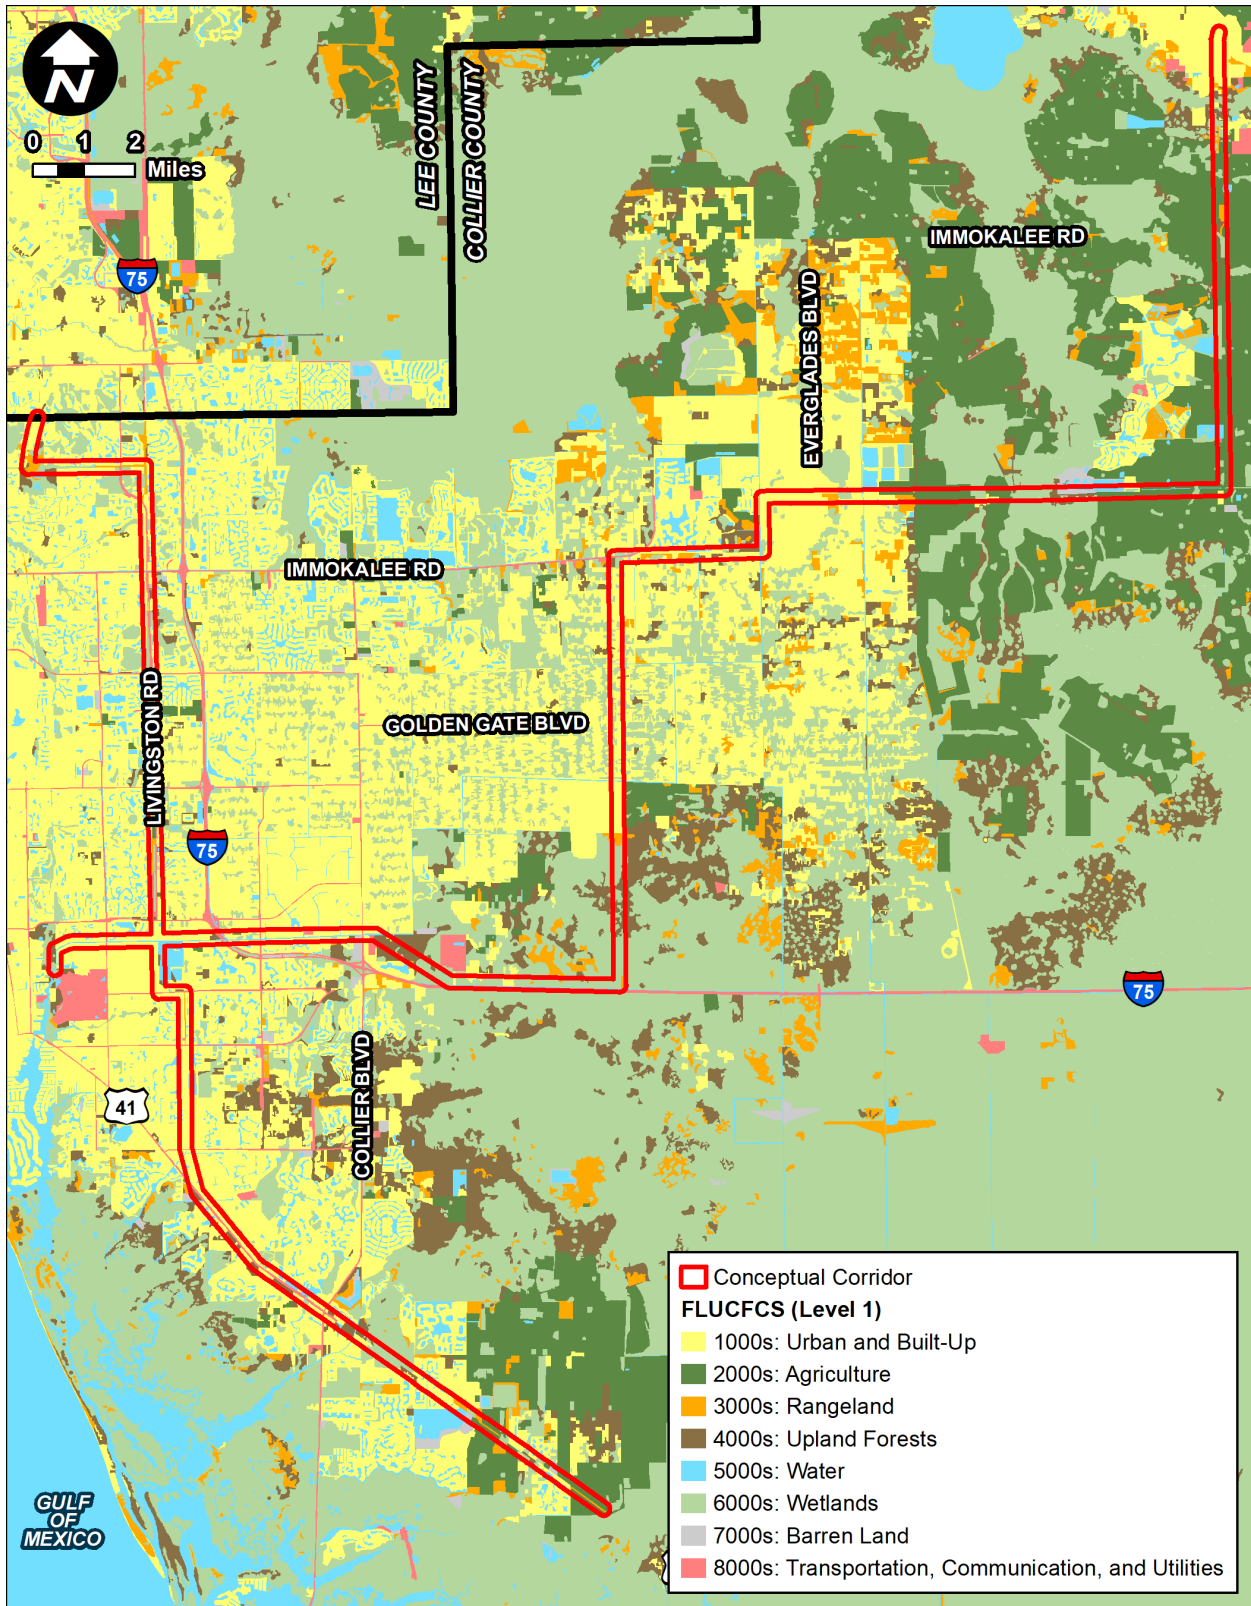 N
0 1 2
Miles
LEE COUNTY
COLLIER COUNTY
75
IMMOKALEE RD
EVERGLADES BLVD
IMMOKALEE RD
LIVINGSTON RD
GOLDEN GATE BLVD
75
75
COLLIER BLVD
41
GULF
OF
MEXICO
Conceptual Corridor
FLUCFCS (Level 1)
1000s: Urban and Built-Up
2000s: Agriculture
3000s: Rangeland
4000s: Upland Forests
5000s: Water
6000s: Wetlands
7000s: Barren Land
8000s: Transportation, Communication, and Utilities